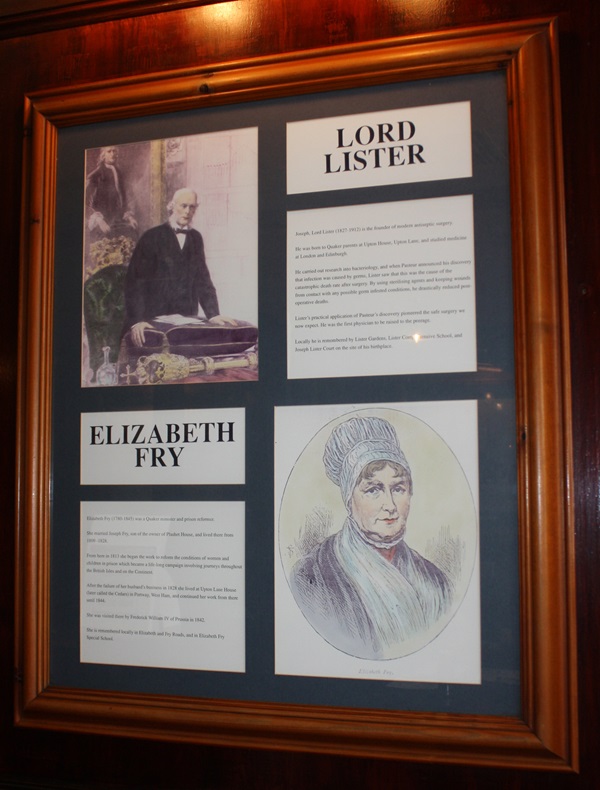 LORD
LISTER
Joseph, Lord Lister (1827-1912) is the founder of modern antiseptic surgery.
He was born to Quaker parents at Upton House, Upton Lane, and studied medicine
in London and Edinburgh.
He carried out research into bacteriology, and when Pasteur announced his discovery
that infection was caused by germs, Lister saw that this was the cause of the
catastrophic death rate after surgery. By using sterilizing agents and keeping wounds
from contact with any possible germ infected conditions, he drastically reduced post-
operative deaths.
Lister's practical application of Pasteur's discovery pioneered the safe surgery we
now expect. He was the first physician to be raised to the peerage.
Locally he is remembered by Lister Gardens, Lister School, and
Joseph Lister Court on the site of his birthplace.
ELIZABETH
FRY
Elizabeth Fry (1780-1845) was a Quaker minister and prison reformer.
She married Joseph Fry, one of the owners of Plashet House, and lived there from
1809 -1828.
From here in 1813 she began the work to reform the conditions of women and
children in prison which became a life-long campaign involving journeys throughout
the British Isles and on the Continent.
After the failure of her husband's business in 1828 she lived at Upton Lane House
(later called the Cedars) in Portway, West Ham, and continued her work from there
until 1844.
She was visited there by Frederick William IV of Prussia in 1842.
She is remembered locally in Elizabeth and Fry Roads, and in Elizabeth Fry
Special School.
Elizabeth Fry.